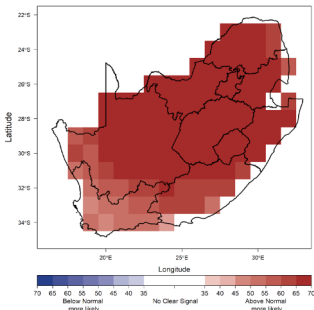 22°S
24°S
26°S
28°S
30°S
32°S
34°S
Latitude
20°E 25°E 30°E
Longitude
70 65 60 55 50 45 40 35 35 40 45 50 55 60 65 70
Below Normal No Clear Signal Above Normal
more likely more likely